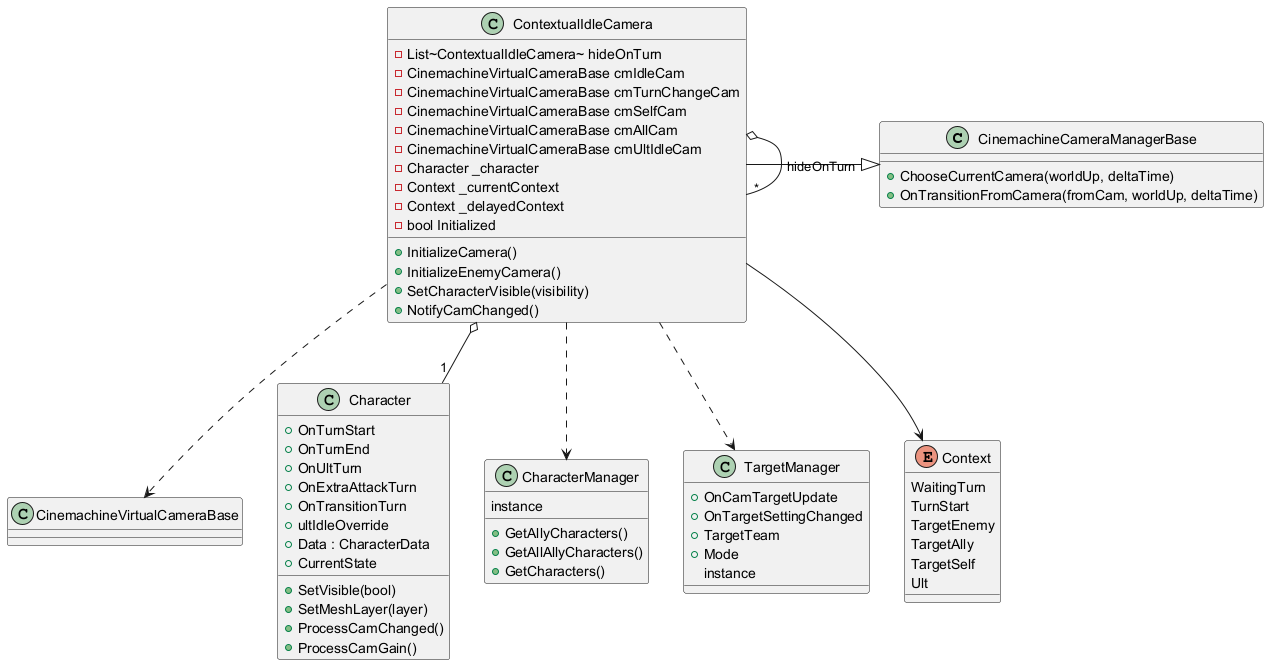 C ContextualIdleCamera
List~ContextualIdleCamera~ hideOnTurn
CinemachineVirtualCameraBase cmIdleCam
CinemachineVirtualCameraBase cmTurnChangeCam
CinemachineVirtualCameraBase cmSelfCam
CinemachineVirtualCameraBase cmAllCam
CinemachineVirtualCameraBase cmUltIdleCam
Character _character
Context _currentContext
Context _delayedContext
bool Initialized
InitializeCamera()
InitializeEnemyCamera()
SetCharacterVisible(visibility)
NotifyCamChanged()
hideOnTurn
*
C CinemachineCameraManagerBase
ChooseCurrentCamera(worldUp, deltaTime)
OnTransitionFromCamera(fromCam, worldUp, deltaTime)
1
C CinemachineVirtualCameraBase
C Character
OnTurnStart
OnTurnEnd
OnUltTurn
OnExtraAttackTurn
OnTransitionTurn
ultIdleOverride
Data : CharacterData
CurrentState
SetVisible(bool)
SetMeshLayer(layer)
ProcessCamChanged()
ProcessCamGain()
C CharacterManager
instance
GetAllyCharacters()
GetAllAllyCharacters()
GetCharacters()
C TargetManager
OnCamTargetUpdate
OnTargetSettingChanged
TargetTeam
Mode
instance
E Context
WaitingTurn
TurnStart
TargetEnemy
TargetAlly
TargetSelf
Ult